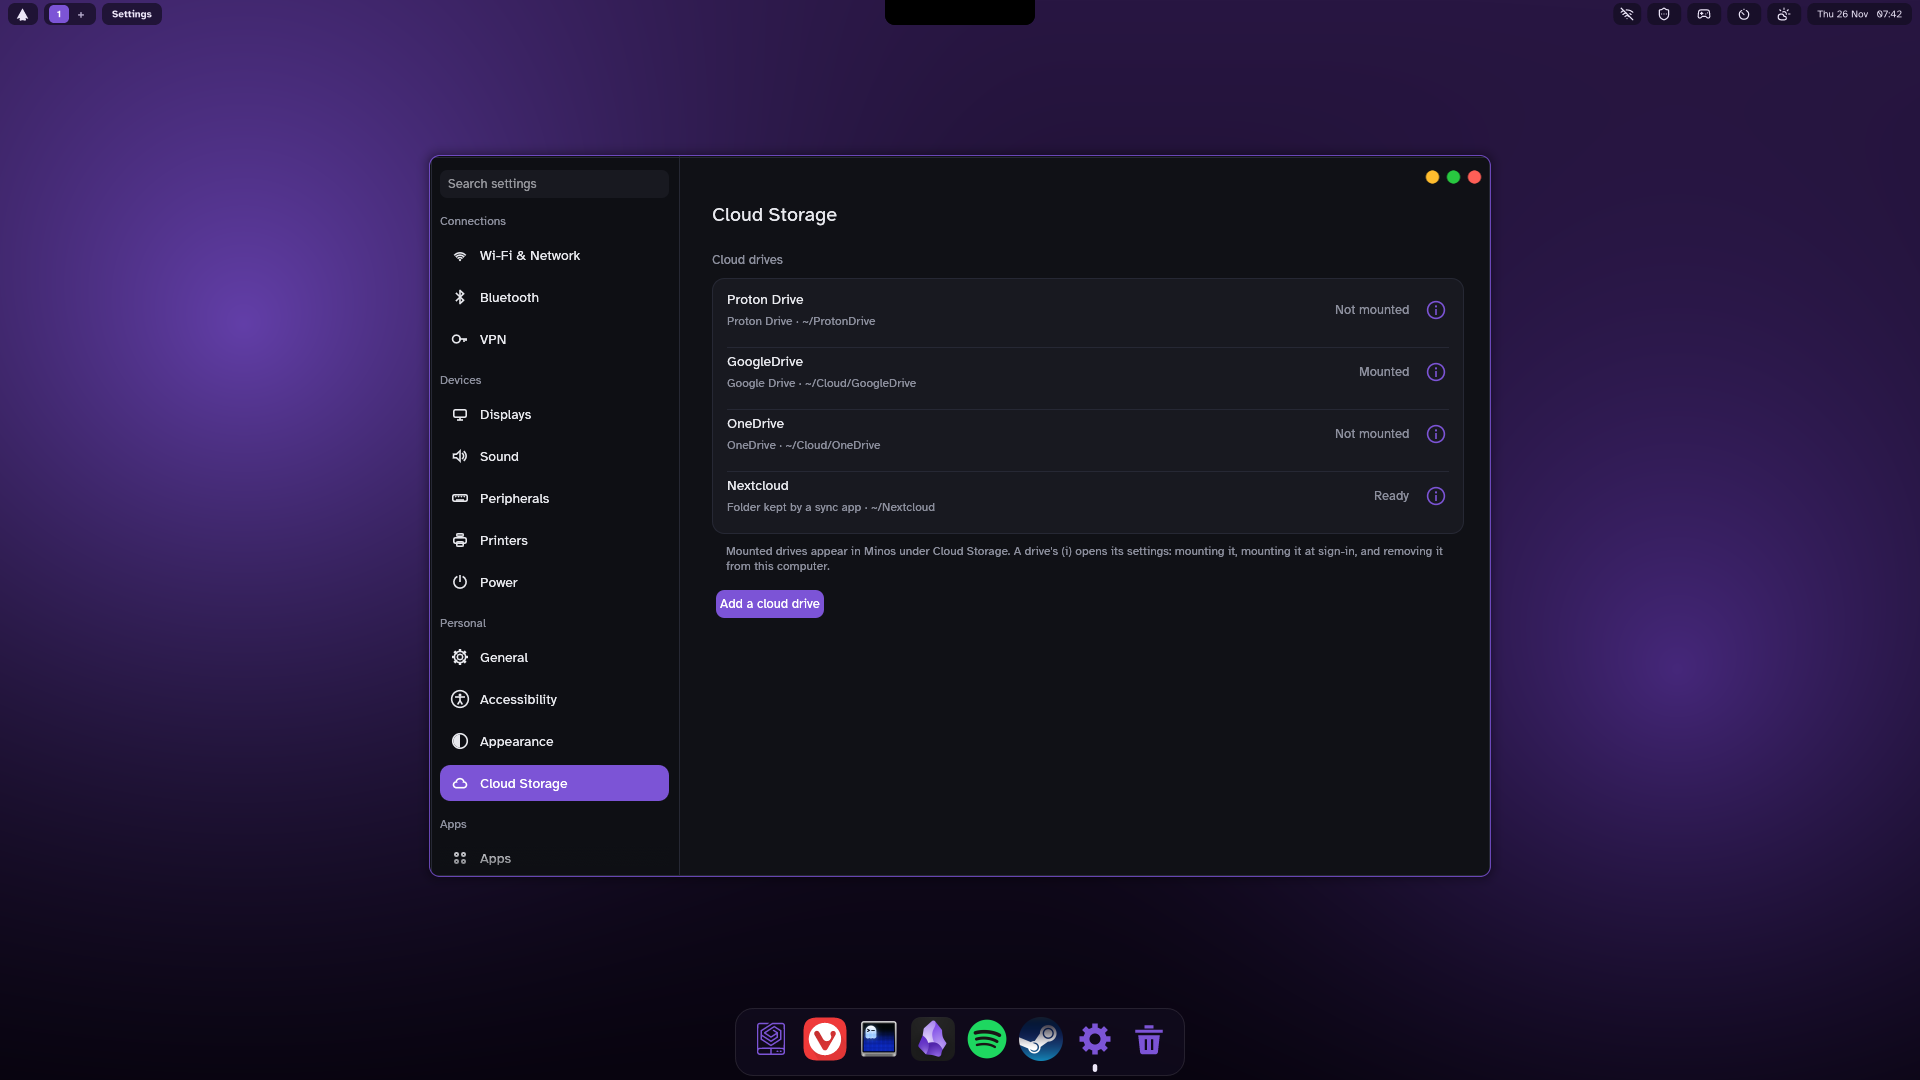 1 + Settings
Thu 26 Nov 07:42
Search settings
Connections
Wi-Fi & Network
Bluetooth
VPN
Devices
Displays
Sound
Peripherals
Printers
Power
Personal
General
Accessibility
Appearance
Cloud Storage
Apps
Apps
Cloud Storage
Cloud drives
Proton Drive
Proton Drive · ~/ProtonDrive
Not mounted
GoogleDrive
Google Drive · ~/Cloud/GoogleDrive
Mounted
OneDrive
OneDrive · ~/Cloud/OneDrive
Not mounted
Nextcloud
Folder kept by a sync app · ~/Nextcloud
Ready
Mounted drives appear in Minos under Cloud Storage. A drive's (i) opens its settings: mounting it, mounting it at sign-in, and removing it
from this computer.
Add a cloud drive